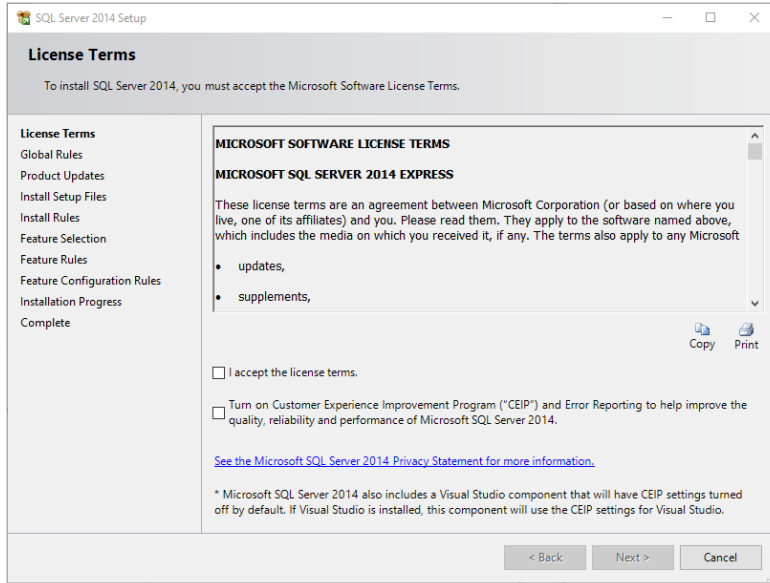 SQL Server 2014 Setup
License Terms
To install SQL Server 2014, you must accept the Microsoft Software License Terms.
License Terms
Global Rules
Product Updates
Install Setup Files
Install Rules
Feature Selection
Feature Rules
Feature Configuration Rules
Installation Progress
Complete
MICROSOFT SOFTWARE LICENSE TERMS
MICROSOFT SQL SERVER 2014 EXPRESS
These license terms are an agreement between Microsoft Corporation (or based on where you
live, one of its affiliates) and you. Please read them. They apply to the software named above,
which includes the media on which you received it, if any. The terms also apply to any Microsoft
• updates,
• supplements,
Copy Print
I accept the license terms.
Turn on Customer Experience Improvement Program ("CEIP") and Error Reporting to help improve the
quality, reliability and performance of Microsoft SQL Server 2014.
See the Microsoft SQL Server 2014 Privacy Statement for more information.
* Microsoft SQL Server 2014 also includes a Visual Studio component that will have CEIP settings turned
off by default. If Visual Studio is installed, this component will use the CEIP settings for Visual Studio.
< Back Next > Cancel